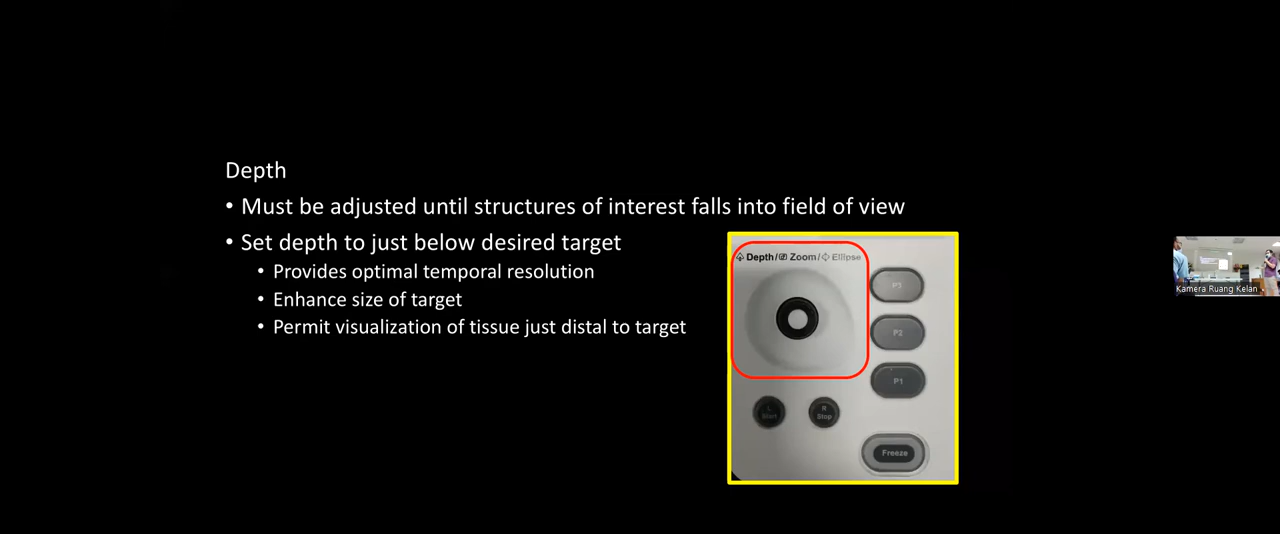 Depth
• Must be adjusted until structures of interest falls into field of view
• Set depth to just below desired target
• Provides optimal temporal resolution
• Enhance size of target
• Permit visualization of tissue just distal to target
Depth/ Zoom/ Ellipse
P3
P2
P1
L
Start
R
Stop
Freeze
Kamera Ruang Kelan